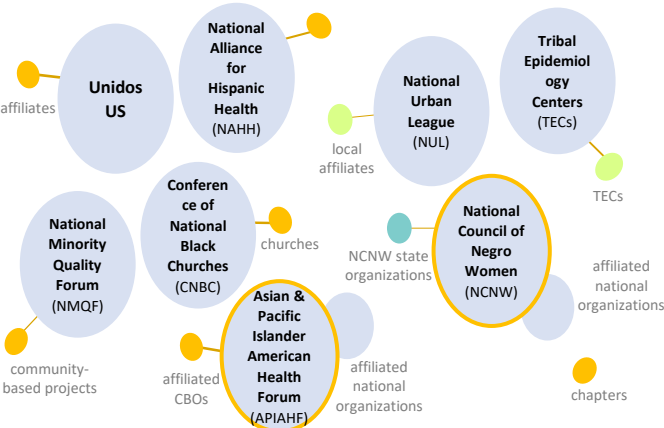 Unidos
US
affiliates
National
Alliance
for
Hispanic
Health
(NAHH)
National
Urban
League
(NUL)
local
affiliates
Tribal
Epidemiol
ogy
Centers
(TECs)
TECs
National
Minority
Quality
Forum
(NMQF)
community-
based projects
Conferen
ce of
National
Black
Churches
(CNBC)
churches
Asian &
Pacific
Islander
American
Health
Forum
(APIAHF)
affiliated
CBOs
affiliated
national
organizations
National
Council of
Negro
Women
(NCNW)
NCNW state
organizations
affiliated
national
organizations
chapters